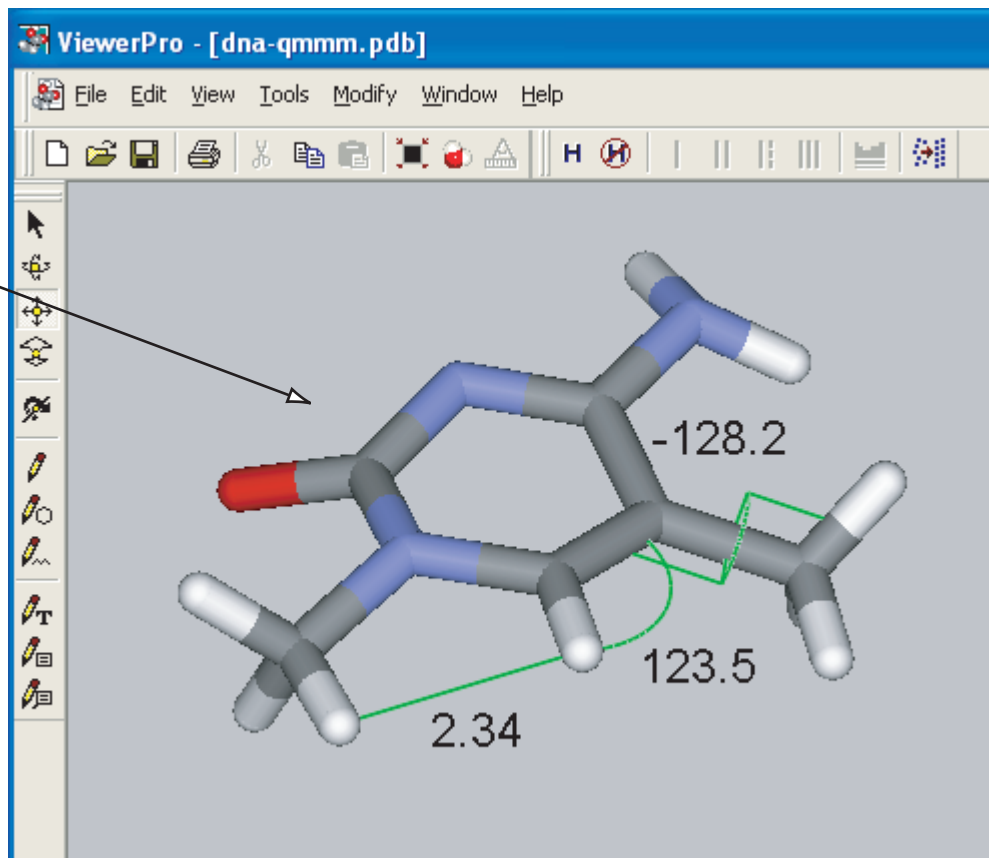 ViewerPro - [dna-qmmm.pdb]
File Edit View Tools Modify Window Help
H H
T
-128.2
123.5
2.34